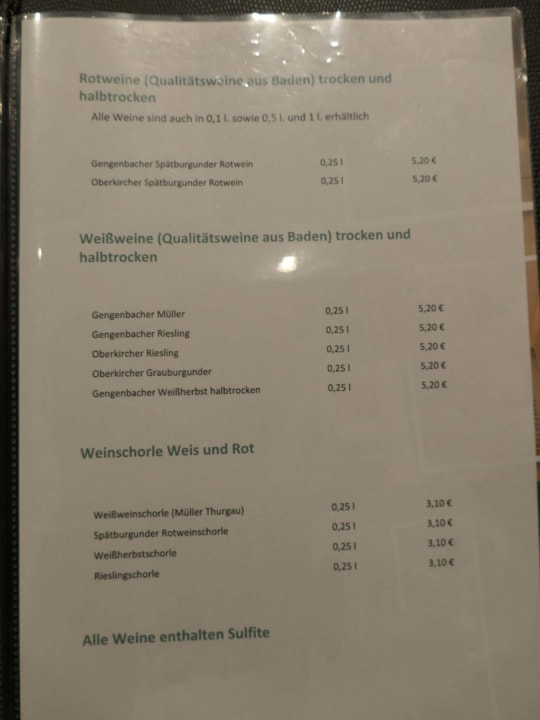 Rotweine (Qualitätsweine aus Baden) trocken und
halbtrocken
Alle Weine sind auch in 0,1 l. sowie 0,5 l. und 1 l. erhältlich
Gengenbacher Spätburgunder Rotwein 0,25 l 5,20 €
Oberkircher Spätburgunder Rotwein 0,25 l 5,20 €
Weißweine (Qualitätsweine aus Baden) trocken und
halbtrocken
Gengenbacher Müller 0,25 l 5,20 €
Gengenbacher Riesling 0,25 l 5,20 €
Oberkircher Riesling 0,25 l 5,20 €
Oberkircher Grauburgunder 0,25 l 5,20 €
Gengenbacher Weißherbst halbtrocken 0,25 l 5,20 €
Weinschorle Weis und Rot
Weißweinschorle (Müller Thurgau) 0,25 l 3,10 €
Spätburgunder Rotweinschorle 0,25 l 3,10 €
Weißherbstschorle 0,25 l 3,10 €
Rieslingschorle 0,25 l 3,10 €
Alle Weine enthalten Sulfite